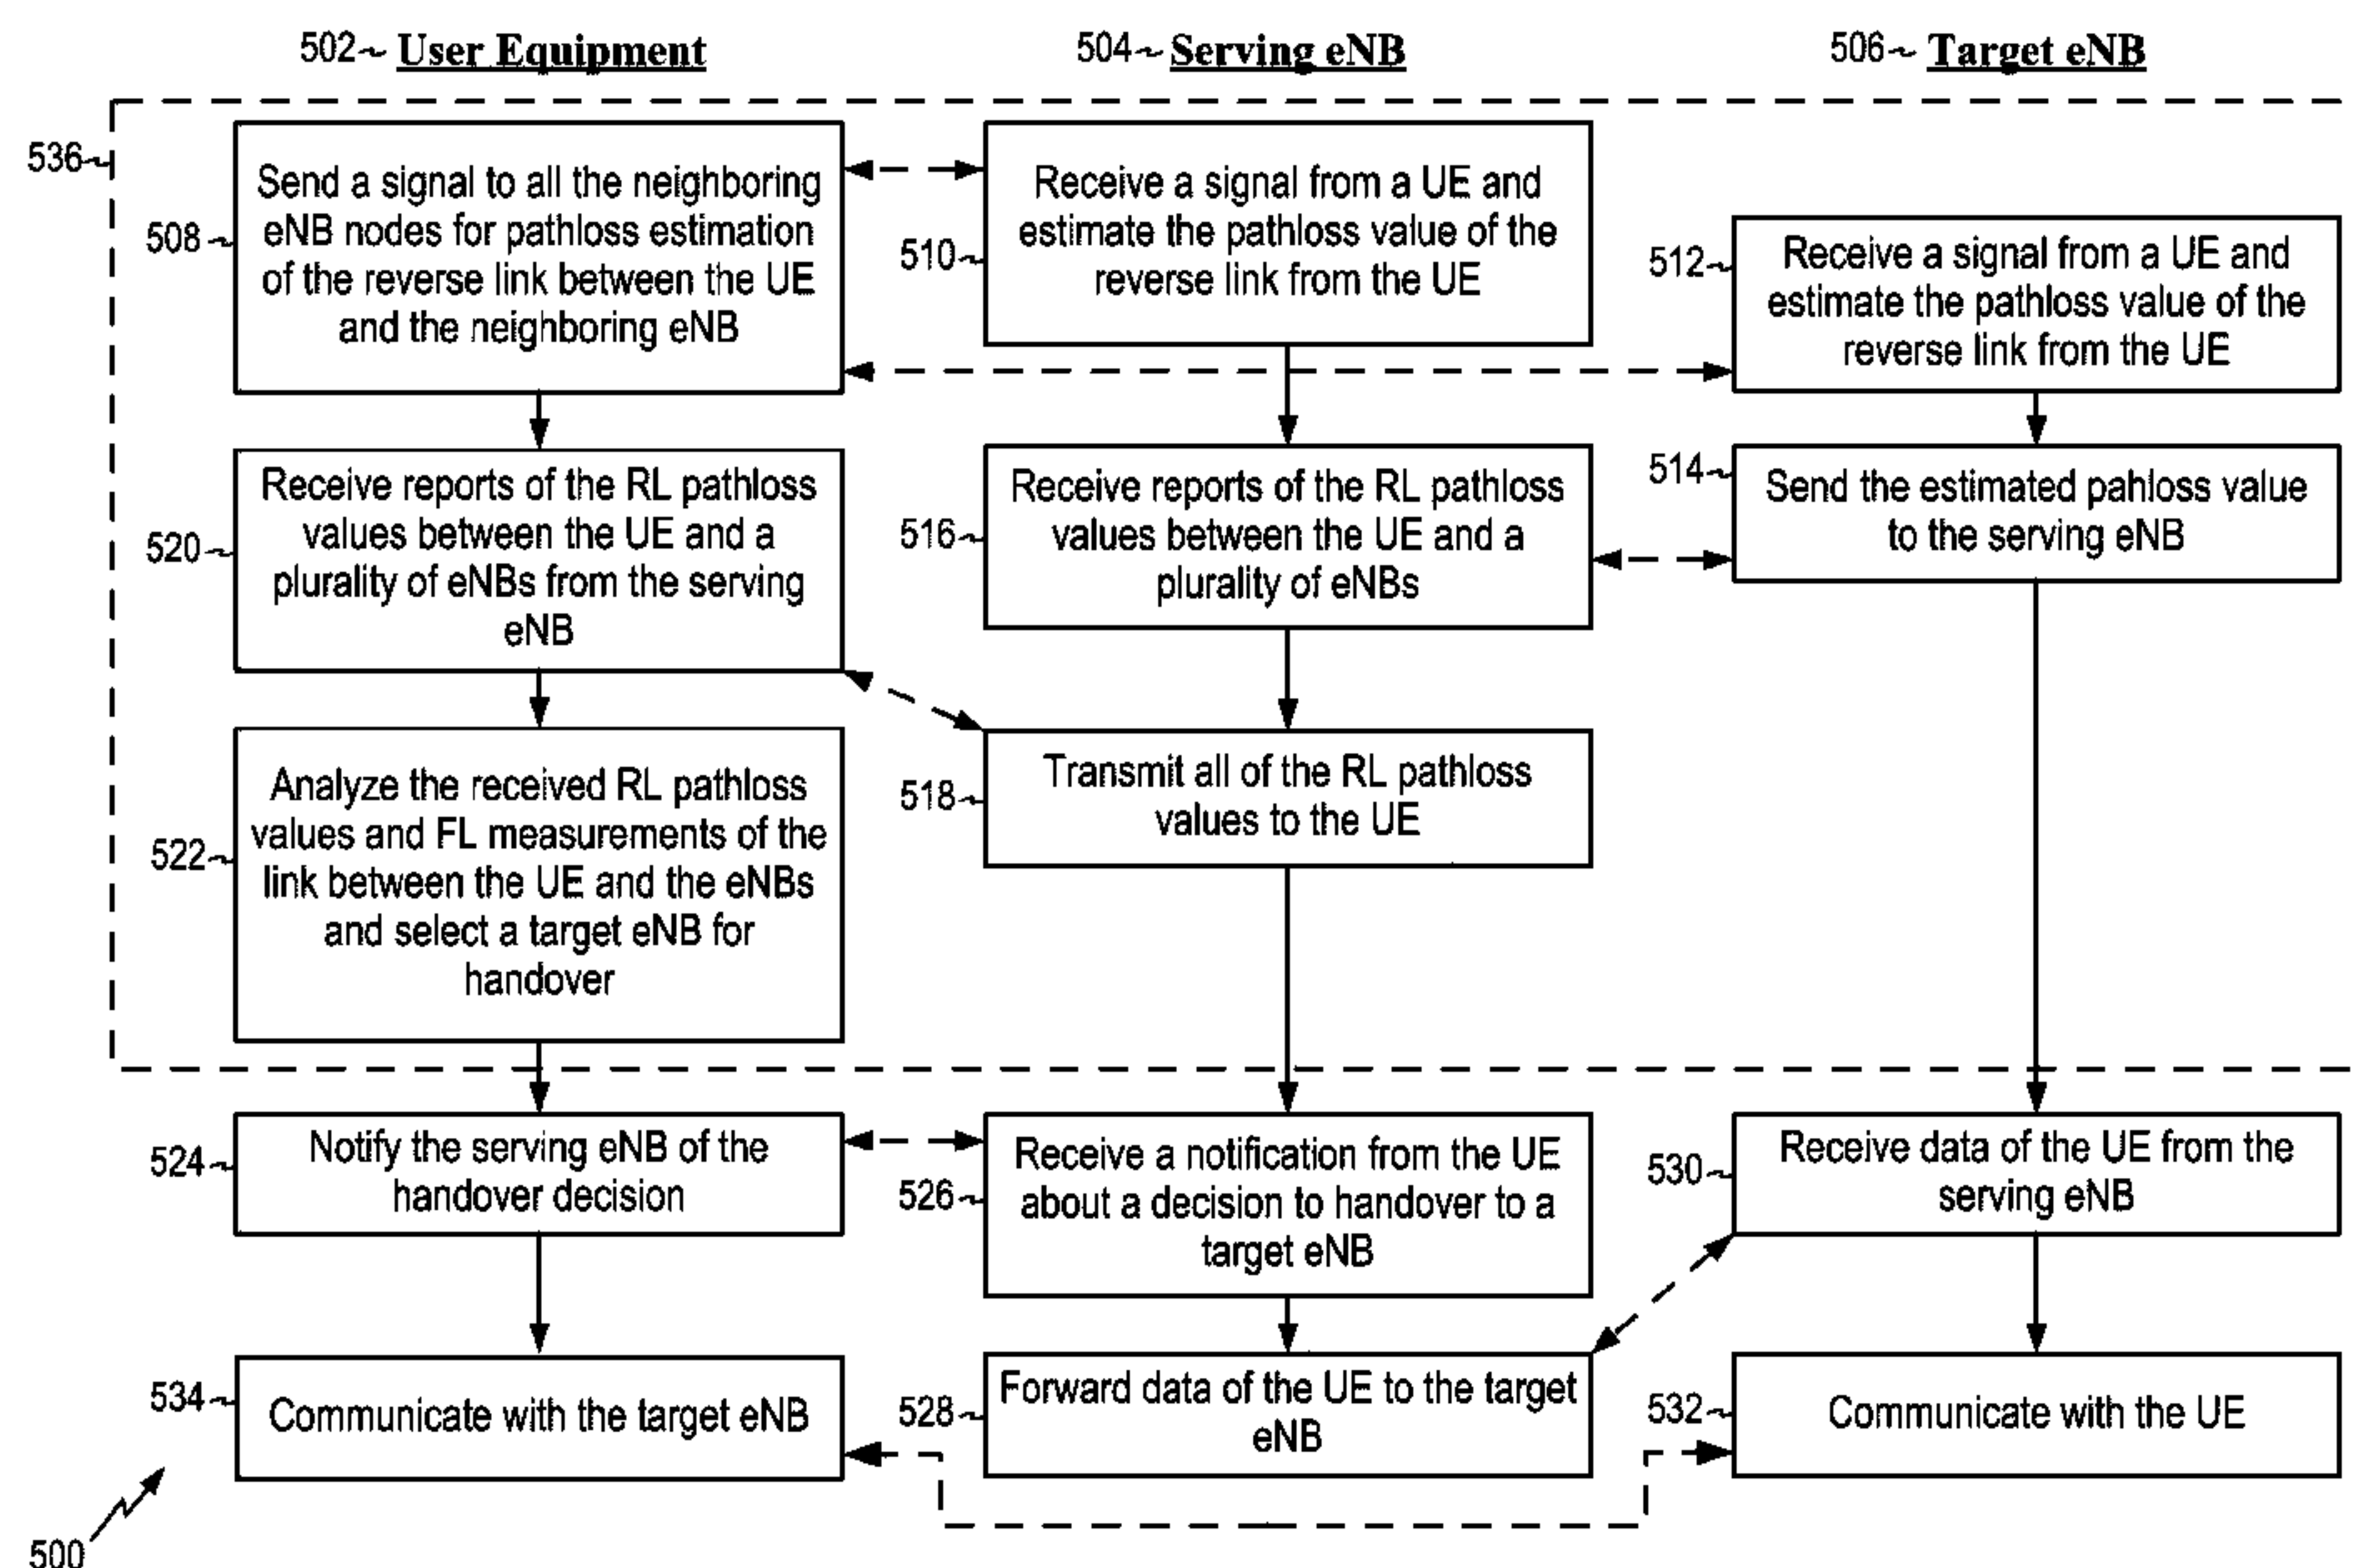 502~ User Equipment
504~ Serving eNB
506~ Target eNB
536
508
Send a signal to all the neighboring
eNB nodes for pathloss estimation
of the reverse link between the UE
and the neighboring eNB
510
Receive a signal from a UE and
estimate the pathloss value of the
reverse link from the UE
512
Receive a signal from a UE and
estimate the pathloss value of the
reverse link from the UE
520
Receive reports of the RL pathloss
values between the UE and a
plurality of eNBs from the serving
eNB
516
Receive reports of the RL pathloss
values between the UE and a
plurality of eNBs
514
Send the estimated pahloss value
to the serving eNB
522
Analyze the received RL pathloss
values and FL measurements of the
link between the UE and the eNBs
and select a target eNB for
handover
518
Transmit all of the RL pathloss
values to the UE
524
Notify the serving eNB of the
handover decision
526
Receive a notification from the UE
about a decision to handover to a
target eNB
530
Receive data of the UE from the
serving eNB
534
Communicate with the target eNB
528
Forward data of the UE to the target
eNB
532
Communicate with the UE
500